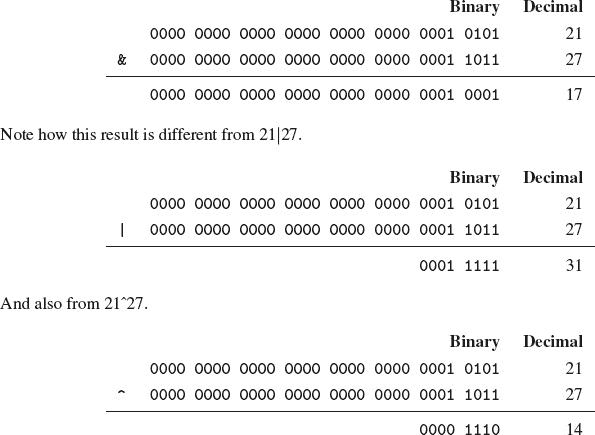 Binary Decimal
0000 0000 0000 0000 0000 0000 0001 0101 21
& 0000 0000 0000 0000 0000 0000 0001 1011 27
0000 0000 0000 0000 0000 0000 0001 0001 17
Note how this result is different from 21|27.
Binary Decimal
0000 0000 0000 0000 0000 0000 0001 0101 21
| 0000 0000 0000 0000 0000 0000 0001 1011 27
0001 1111 31
And also from 21^27.
Binary Decimal
0000 0000 0000 0000 0000 0000 0001 0101 21
^ 0000 0000 0000 0000 0000 0000 0001 1011 27
0000 1110 14